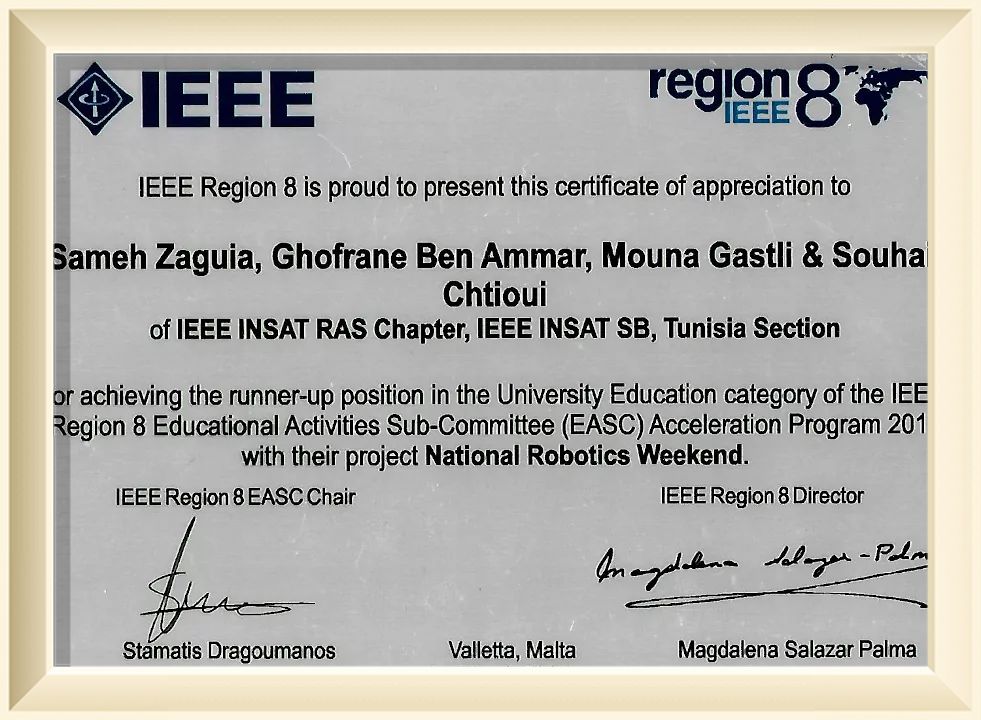 IEEE
region 8
IEEE
IEEE Region 8 is proud to present this certificate of appreciation to
Sameh Zaguia, Ghofrane Ben Ammar, Mouna Gastli & Souhai
Chtioui
of IEEE INSAT RAS Chapter, IEEE INSAT SB, Tunisia Section
or achieving the runner-up position in the University Education category of the IEE
Region 8 Educational Activities Sub-Committee (EASC) Acceleration Program 201
with their project National Robotics Weekend.
IEEE Region 8 EASC Chair
IEEE Region 8 Director
Magdalena Salazar-Palm
Stamatis Dragoumanos
Valletta, Malta
Magdalena Salazar Palma